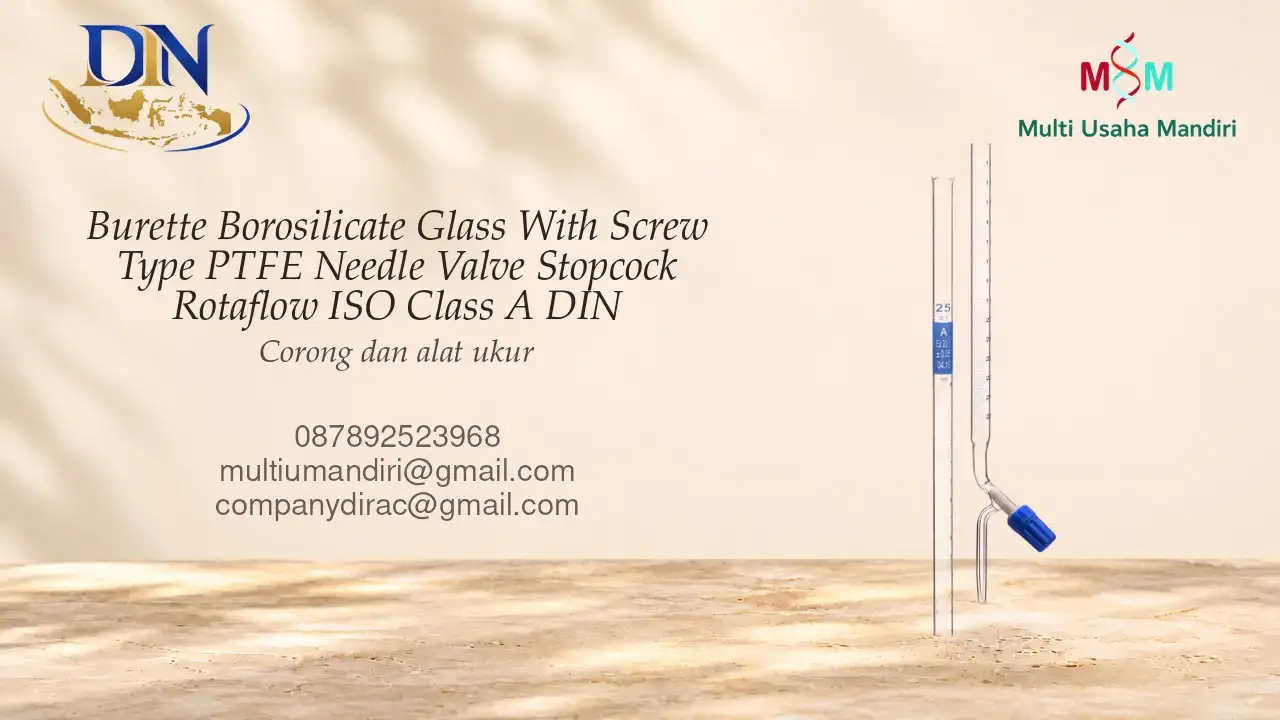 DIN
MSM
Multi Usaha Mandiri
Burette Borosilicate Glass With Screw
Type PTFE Needle Valve Stopcock
Rotaflow ISO Class A DIN
Corong dan alat ukur
087892523968
multiumandiri@gmail.com
companydirac@gmail.com
25
A